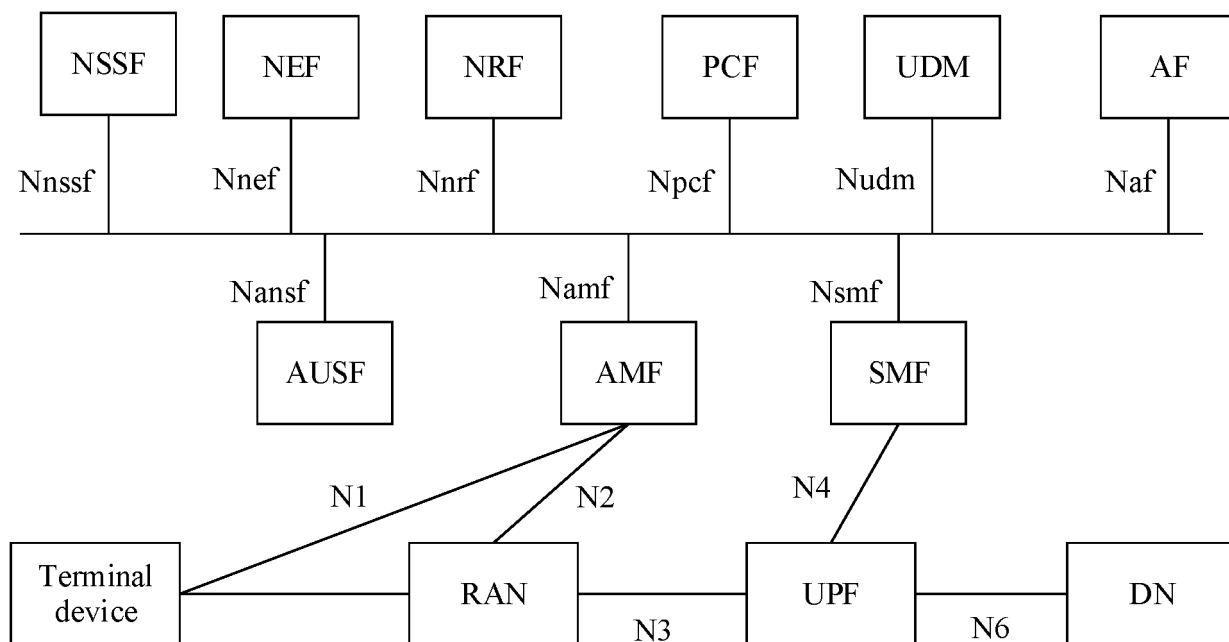 NSSF
NEF
NRF
PCF
UDM
AF
Nnssf
Nnef
Nnrf
Npcf
Nudm
Naf
Nansf
Namf
Nsmf
AUSF
AMF
SMF
N1
N2
N4
Terminal
device
RAN
UPF
DN
N3
N6